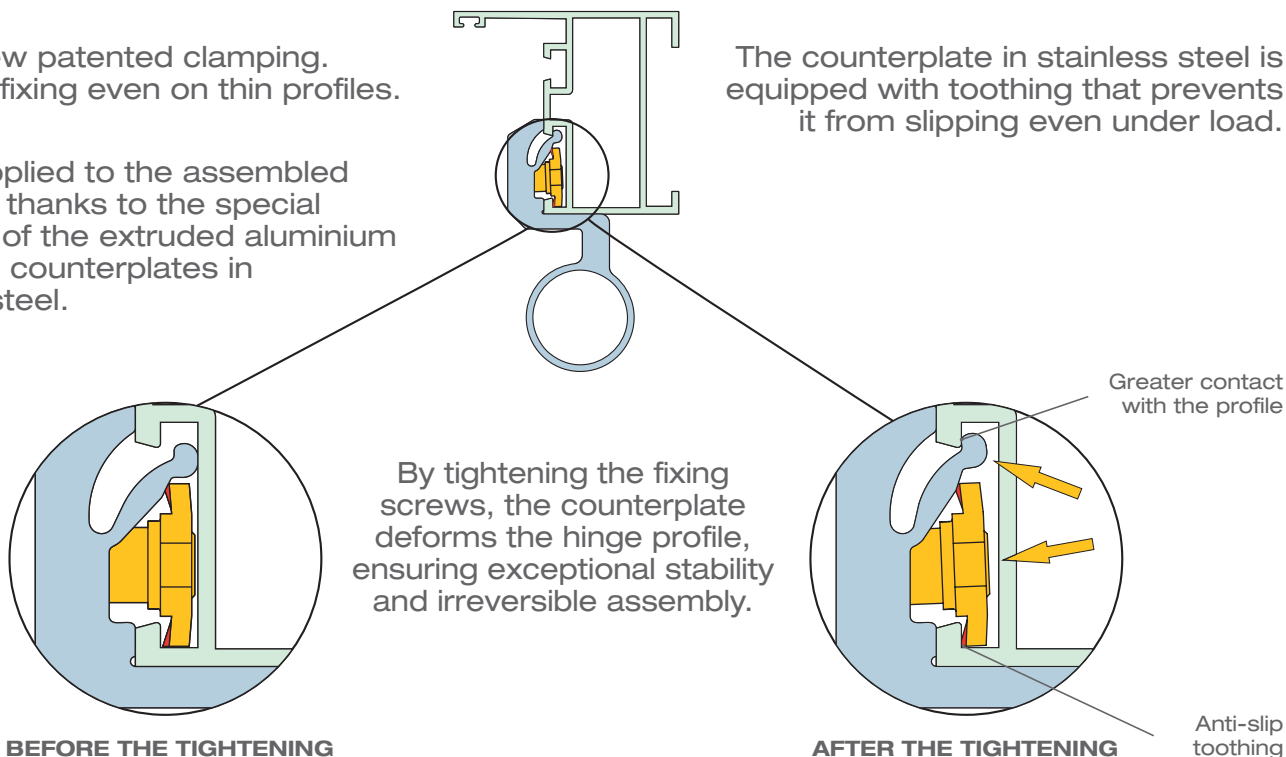 w patented clamping.
fixing even on thin profiles.
plied to the assembled
thanks to the special
of the extruded aluminium
counterplates in
steel.
The counterplate in stainless steel is
equipped with toothing that prevents
it from slipping even under load.
Greater contact
with the profile
By tightening the fixing
screws, the counterplate
deforms the hinge profile,
ensuring exceptional stability
and irreversible assembly.
BEFORE THE TIGHTENING
AFTER THE TIGHTENING
Anti-slip
toothing